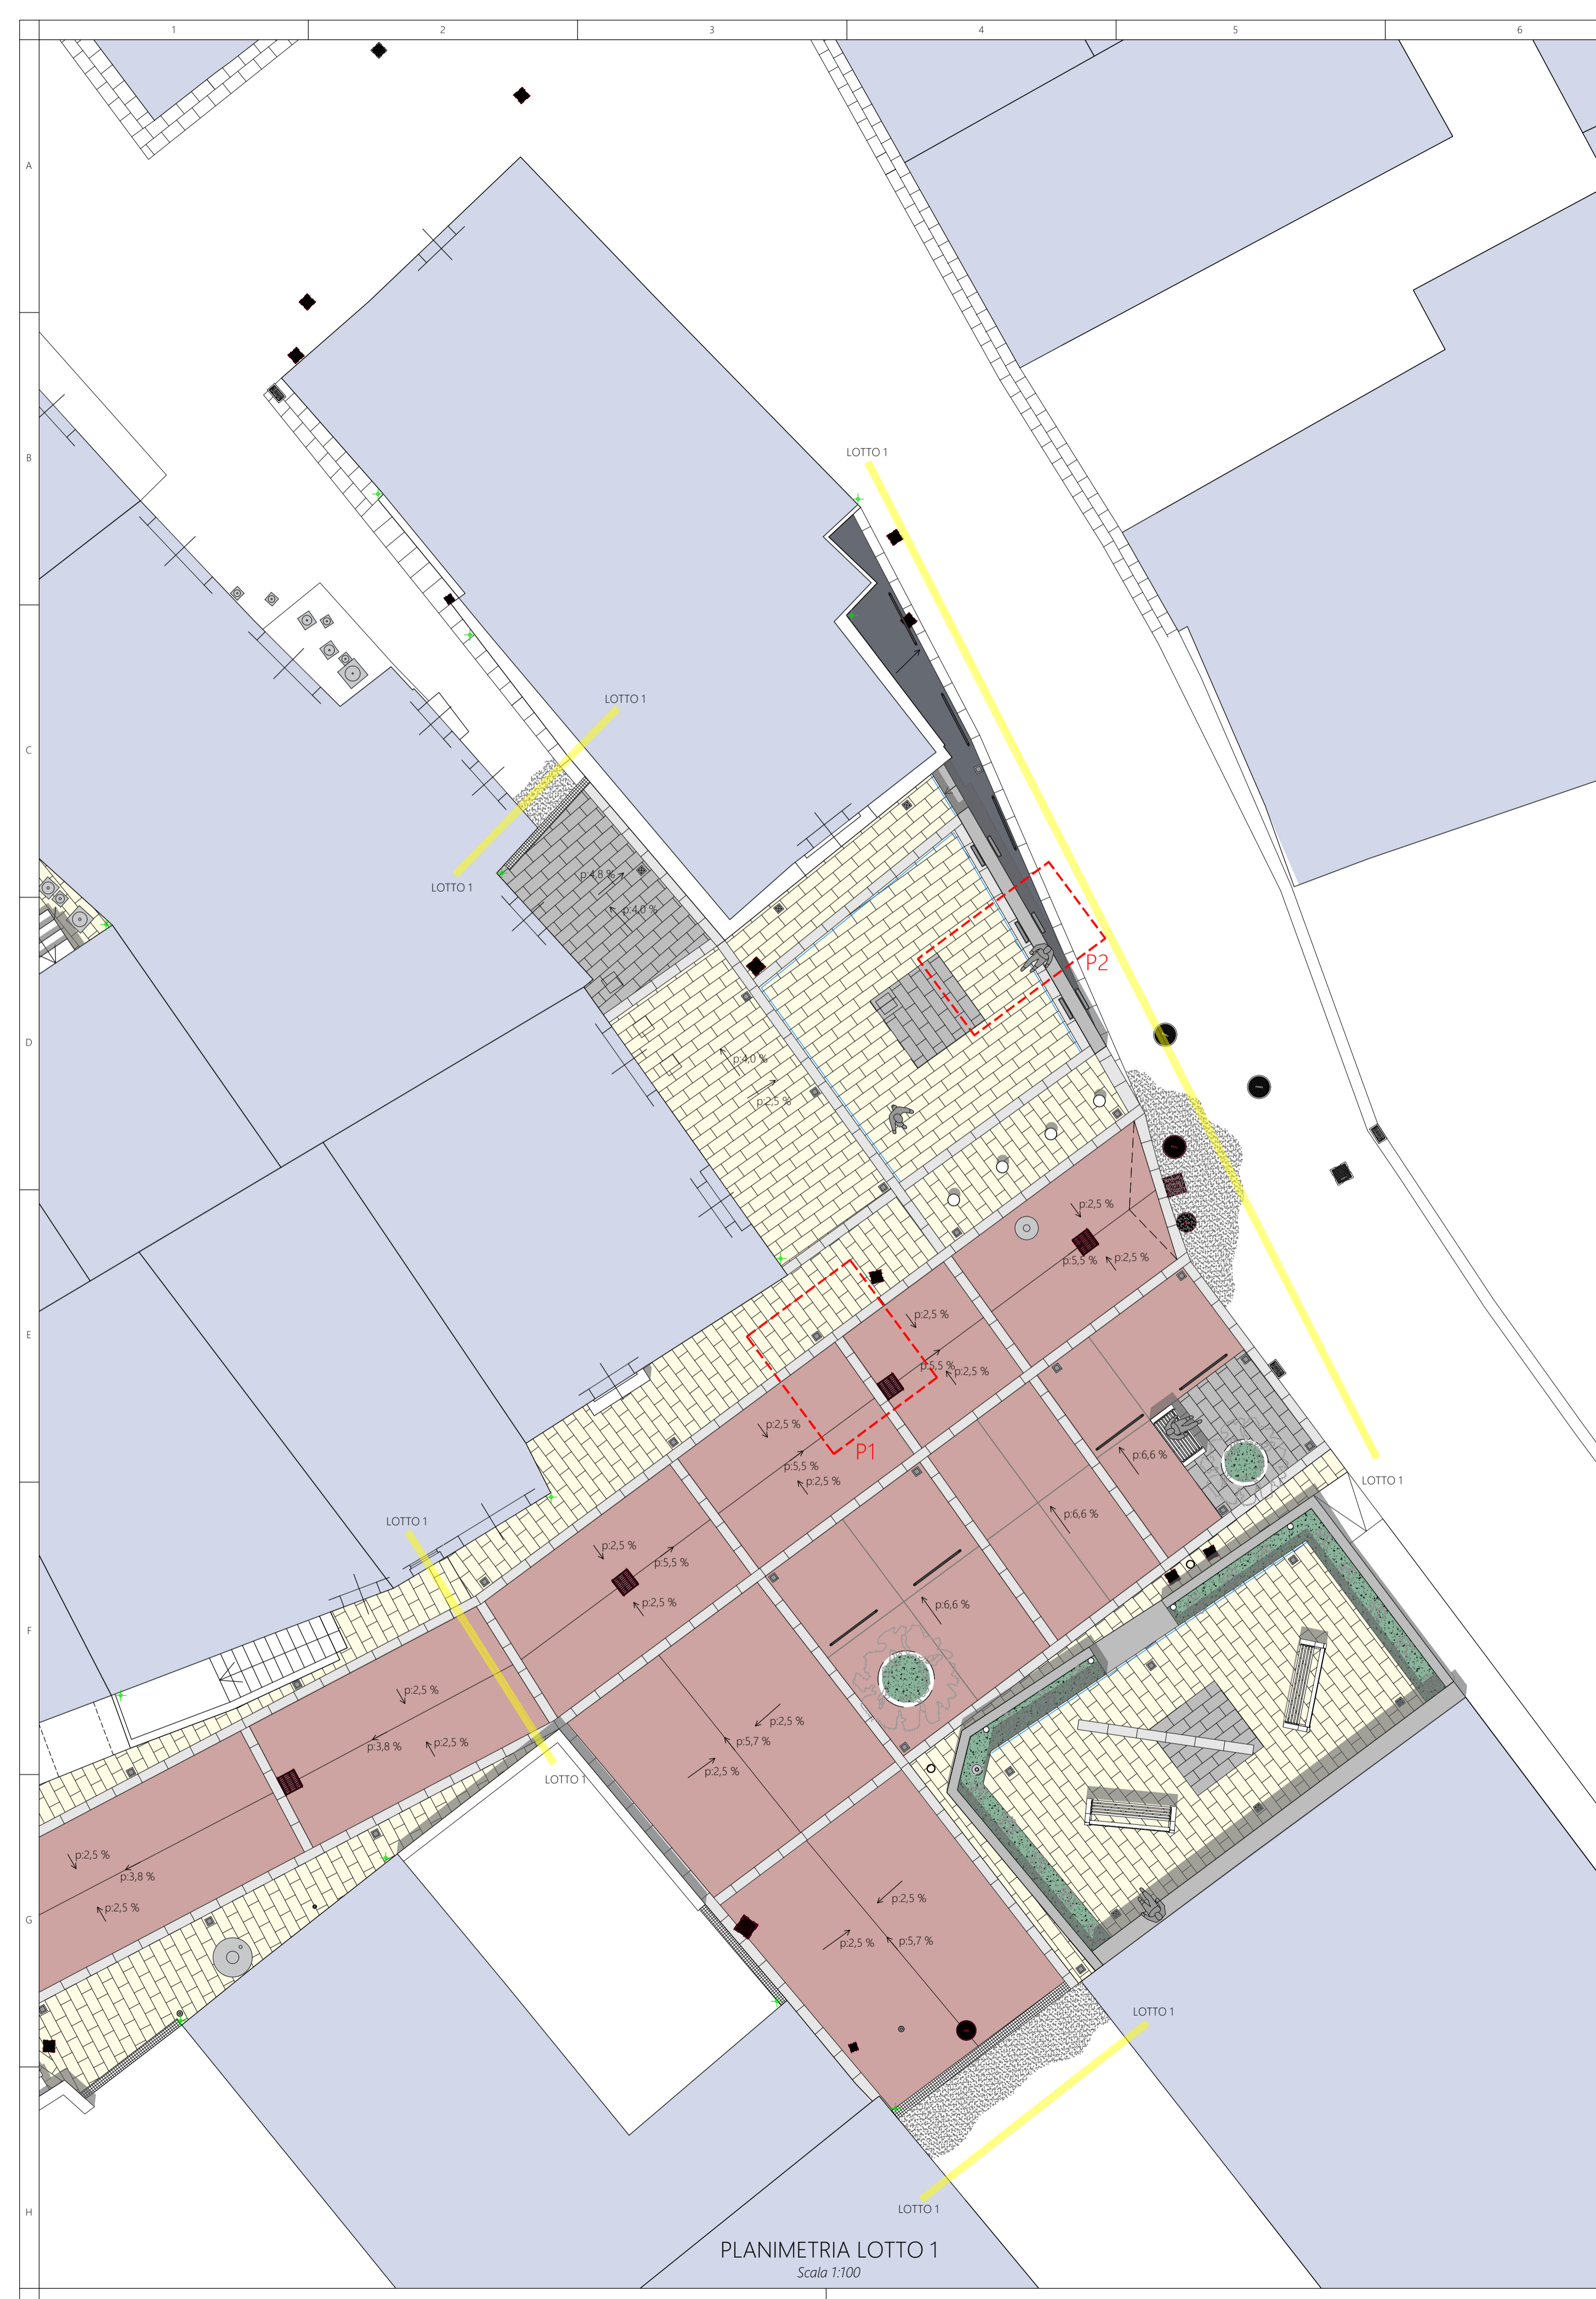 1 2 3 4 5 6
A
B
LOTTO 1
LOTTO 1
C
p:4,8 %
LOTTO 1
p:4,0 %
P2
D
p:4,0 %
p:2,5 %
p:2,5 %
p:2,5 %
p:5,5 %
p:2,5 %
E
p:5,5 %
p:2,5 %
p:2,5 %
P1
p:6,6 %
p:5,5 %
p:2,5 %
LOTTO 1
p:6,6 %
LOTTO 1
p:2,5 %
p:5,5 %
p:2,5 %
p:6,6 %
F
p:2,5 %
p:2,5 %
p:3,8 %
p:2,5 %
p:5,7 %
p:2,5 %
LOTTO 1
p:2,5 %
p:3,8 %
p:2,5 %
p:2,5 %
G
p:2,5 %
p:5,7 %
LOTTO 1
LOTTO 1
H
PLANIMETRIA LOTTO 1
Scala 1:100